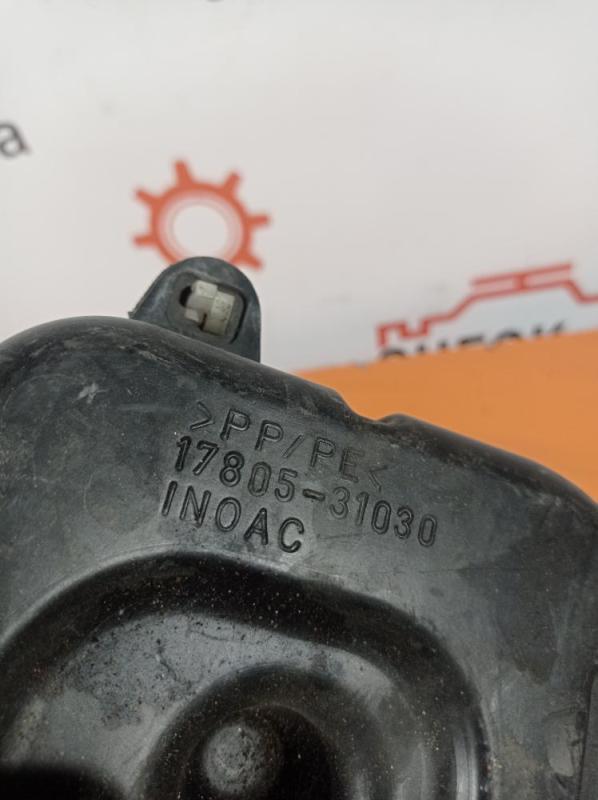 a
>PP/PE<
17805-31030
INOAC